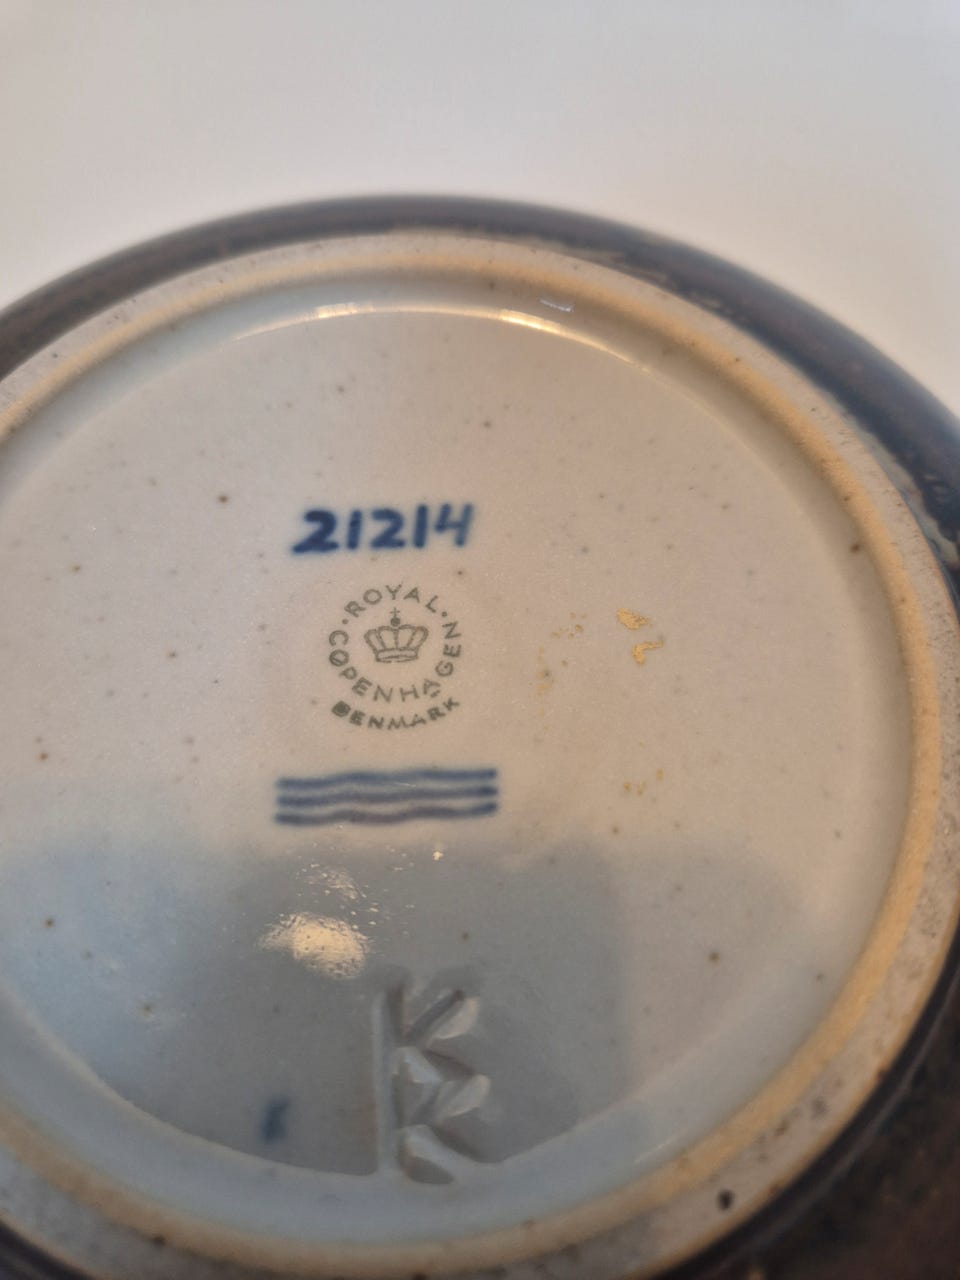 21214
ROYAL
COPENHAGEN
DENMARK